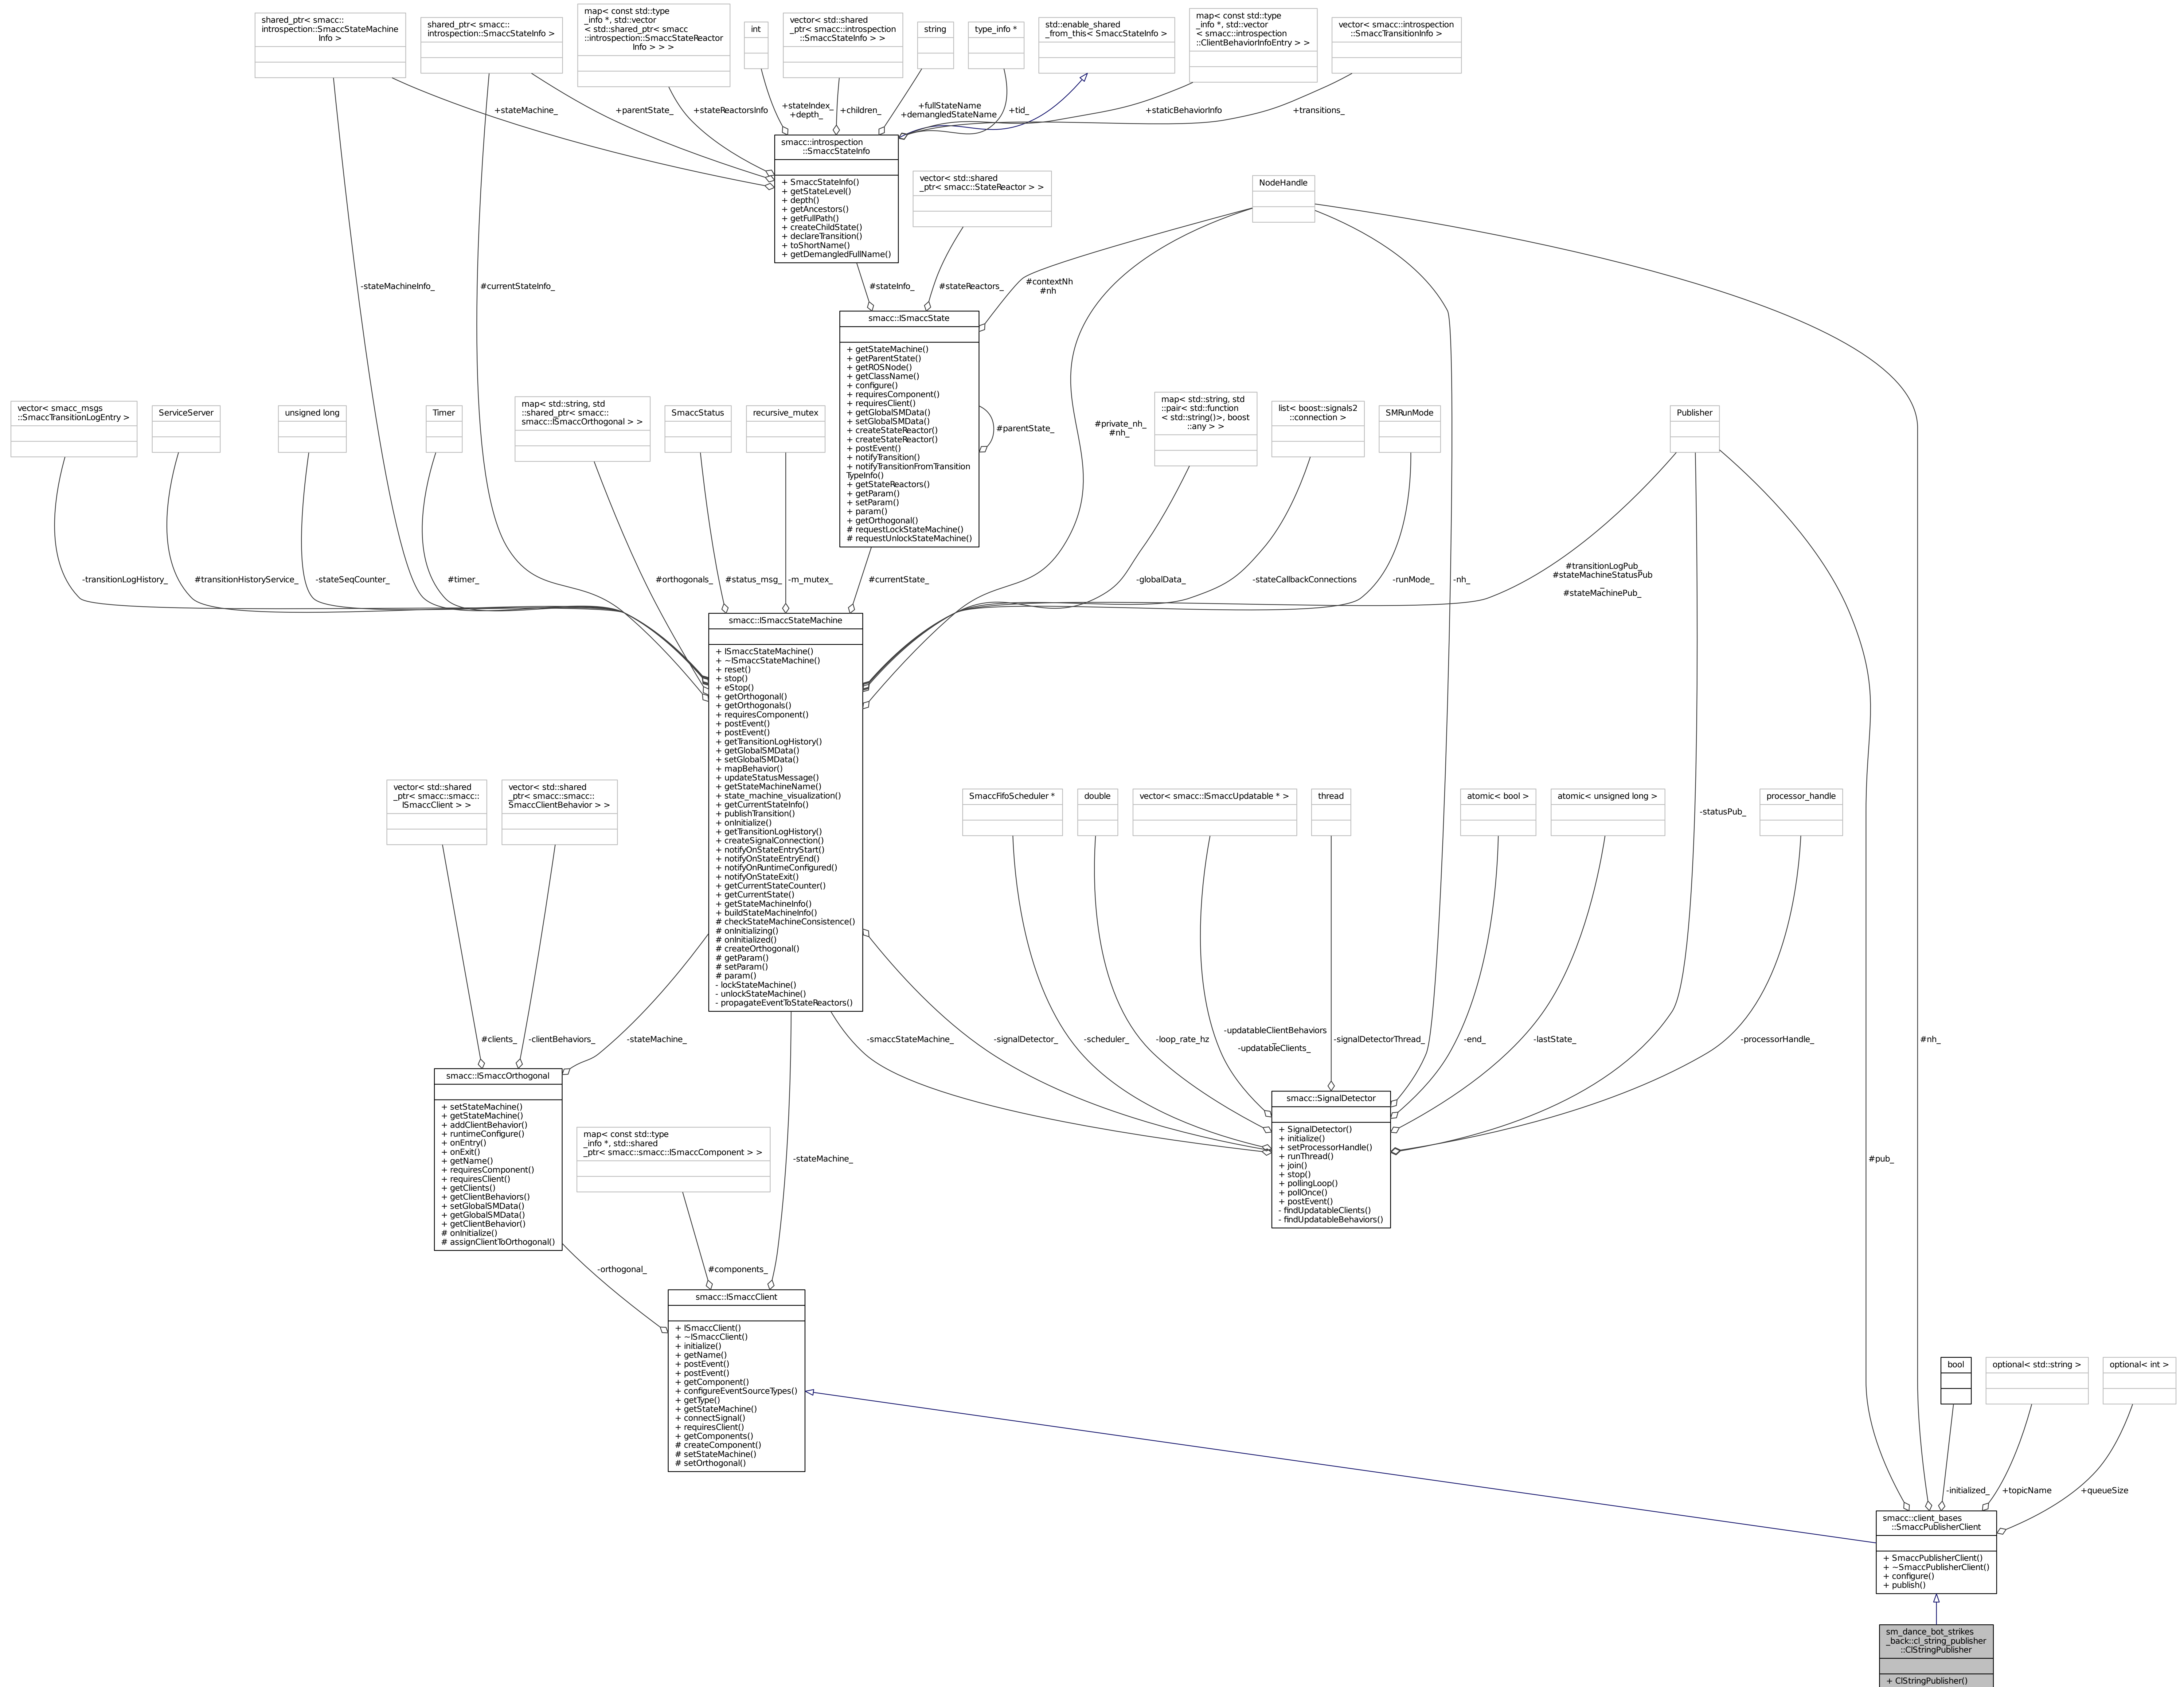 shared_ptr< smacc::
introspection::SmaccStateMachine
Info >
shared_ptr< smacc::
introspection::SmaccStateInfo >
map< const std::type
_info *, std::vector
< std::shared_ptr< smacc
::introspection::SmaccStateReactor
Info > > >
int
vector< std::shared
_ptr< smacc::introspection
::SmaccStateInfo > >
string
type_info *
std::enable_shared
_from_this< SmaccStateInfo >
map< const std::type
_info *, std::vector
< smacc::introspection
::ClientBehaviorInfoEntry > >
vector< smacc::introspection
::SmaccTransitionInfo >
+stateMachine_
+parentState_
+stateReactorsInfo
+stateIndex_
+depth_
+children_
+fullStateName
+demangledStateName
+tid_
+staticBehaviorInfo
+transitions_
smacc::introspection
::SmaccStateInfo
+ SmaccStateInfo()
+ getStateLevel()
+ depth()
+ getAncestors()
+ getFullPath()
+ createChildState()
+ declareTransition()
+ toShortName()
+ getDemangledFullName()
vector< std::shared
_ptr< smacc::StateReactor > >
NodeHandle
-stateMachineInfo_
#currentStateInfo_
#stateInfo_
#stateReactors_
#contextNh
#nh
smacc::ISmaccState
+ getStateMachine()
+ getParentState()
+ getROSNode()
+ getClassName()
+ configure()
+ requiresComponent()
+ requiresClient()
+ getGlobalSMData()
+ setGlobalSMData()
+ createStateReactor()
+ createStateReactor()
+ postEvent()
+ notifyTransition()
+ notifyTransitionFromTransition
TypeInfo()
+ getStateReactors()
+ getParam()
+ setParam()
+ param()
+ getOrthogonal()
# requestLockStateMachine()
# requestUnlockStateMachine()
#parentState_
vector< smacc_msgs
::SmaccTransitionLogEntry >
ServiceServer
unsigned long
Timer
map< std::string, std
::shared_ptr< smacc::
smacc::ISmaccOrthogonal > >
SmaccStatus
recursive_mutex
#private_nh_
#nh_
map< std::string, std
::pair< std::function
< std::string()>, boost
::any > >
list< boost::signals2
::connection >
SMRunMode
Publisher
-transitionLogHistory_
#transitionHistoryService_
-stateSeqCounter_
#timer_
#orthogonals_
#status_msg_
-m_mutex_
#currentState_
-globalData_
-stateCallbackConnections
-runMode_
-nh_
#transitionLogPub_
#stateMachineStatusPub
_
#stateMachinePub_
smacc::ISmaccStateMachine
+ ISmaccStateMachine()
+ ~ISmaccStateMachine()
+ reset()
+ stop()
+ eStop()
+ getOrthogonal()
+ getOrthogonals()
+ requiresComponent()
+ postEvent()
+ postEvent()
+ getTransitionLogHistory()
+ getGlobalSMData()
+ setGlobalSMData()
+ mapBehavior()
+ updateStatusMessage()
+ getStateMachineName()
+ state_machine_visualization()
+ getCurrentStateInfo()
+ publishTransition()
+ onInitialize()
+ getTransitionLogHistory()
+ createSignalConnection()
+ notifyOnStateEntryStart()
+ notifyOnStateEntryEnd()
+ notifyOnRuntimeConfigured()
+ notifyOnStateExit()
+ getCurrentStateCounter()
+ getCurrentState()
+ getStateMachineInfo()
+ buildStateMachineInfo()
# checkStateMachineConsistence()
# onInitializing()
# onInitialized()
# createOrthogonal()
# getParam()
# setParam()
# param()
- lockStateMachine()
- unlockStateMachine()
- propagateEventToStateReactors()
vector< std::shared
_ptr< smacc::smacc::
ISmaccClient > >
vector< std::shared
_ptr< smacc::smacc::
SmaccClientBehavior > >
SmaccFifoScheduler *
double
vector< smacc::ISmaccUpdatable * >
thread
atomic< bool >
atomic< unsigned long >
-statusPub_
processor_handle
#clients_
-clientBehaviors_
-stateMachine_
-smaccStateMachine_
-signalDetector_
-scheduler_
-loop_rate_hz
-updatableClientBehaviors
_
-updatableClients_
-signalDetectorThread_
-end_
-lastState_
-processorHandle_
#nh_
smacc::ISmaccOrthogonal
+ setStateMachine()
+ getStateMachine()
+ addClientBehavior()
+ runtimeConfigure()
+ onEntry()
+ onExit()
+ getName()
+ requiresComponent()
+ requiresClient()
+ getClients()
+ getClientBehaviors()
+ setGlobalSMData()
+ getGlobalSMData()
+ getClientBehavior()
# onInitialize()
# assignClientToOrthogonal()
map< const std::type
_info *, std::shared
_ptr< smacc::smacc::ISmaccComponent > >
-stateMachine_
smacc::SignalDetector
+ SignalDetector()
+ initialize()
+ setProcessorHandle()
+ runThread()
+ join()
+ stop()
+ pollingLoop()
+ pollOnce()
+ postEvent()
- findUpdatableClients()
- findUpdatableBehaviors()
#pub_
-orthogonal_
#components_
smacc::ISmaccClient
+ ISmaccClient()
+ ~ISmaccClient()
+ initialize()
+ getName()
+ postEvent()
+ postEvent()
+ getComponent()
+ configureEventSourceTypes()
+ getType()
+ getStateMachine()
+ connectSignal()
+ requiresClient()
+ getComponents()
# createComponent()
# setStateMachine()
# setOrthogonal()
bool
optional< std::string >
optional< int >
-initialized_
+topicName
+queueSize
smacc::client_bases
::SmaccPublisherClient
+ SmaccPublisherClient()
+ ~SmaccPublisherClient()
+ configure()
+ publish()
sm_dance_bot_strikes
_back::cl_string_publisher
::ClStringPublisher
+ ClStringPublisher()